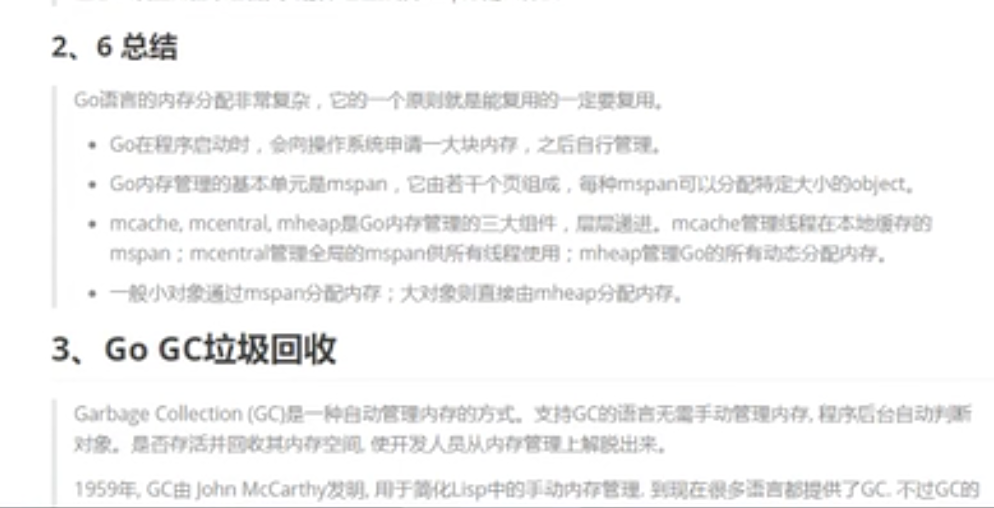 2、6 总结
Go语言的内存分配非常复杂，它的一个原则就是能复用的一定要复用。
• Go在程序启动时，会向操作系统申请一大块内存，之后自行管理。
• Go内存管理的基本单元是mspan，它由若干个页组成，每种mspan可以分配特定大小的object。
• mcache, mcentral, mheap是Go内存管理的三大组件，层层递进。mcache管理线程在本地缓存的
mspan；mcentral管理全局的mspan供所有线程使用；mheap管理Go的所有动态分配内存。
• 一般小对象通过mspan分配内存；大对象则直接由mheap分配内存。
3、Go GC垃圾回收
Garbage Collection (GC)是一种自动管理内存的方式。支持GC的语言无需手动管理内存, 程序后台自动判断
对象。是否存活并回收其内存空间, 使开发人员从内存管理上解脱出来。
1959年, GC由 John McCarthy发明, 用于简化Lisp中的手动内存管理. 到现在很多语言都提供了GC. 不过GC的